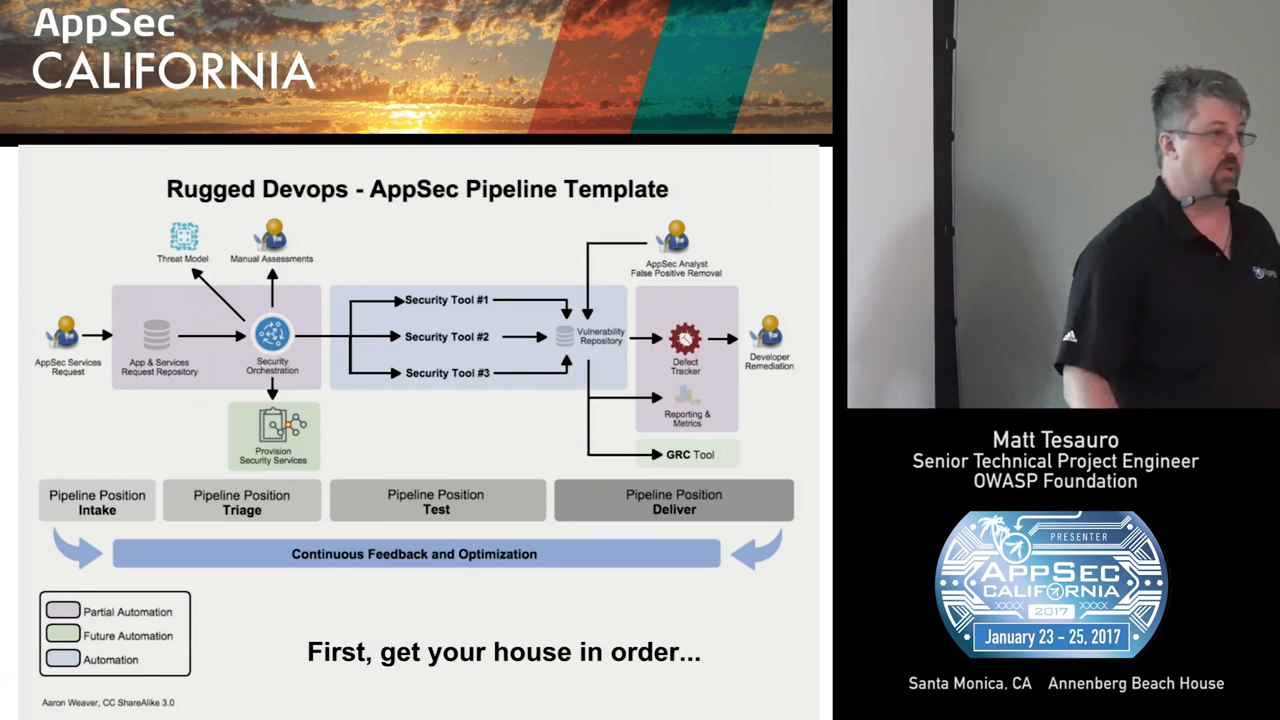 AppSec
CALIFORNIA
Rugged Devops - AppSec Pipeline Template
Threat Model
Manual Assessments
AppSec Analyst
False Positive Removal
AppSec Services
Request
App & Services
Request Repository
Security
Orchestration
Security Tool #1
Security Tool #2
Security Tool #3
Vulnerability
Repository
Defect
Tracker
Developer
Remediation
Reporting &
Metrics
Provision
Security Services
GRC Tool
Pipeline Position
Intake
Pipeline Position
Triage
Pipeline Position
Test
Pipeline Position
Deliver
Continuous Feedback and Optimization
Partial Automation
Future Automation
Automation
First, get your house in order...
Aaron Weaver, CC ShareAlike 3.0
Matt Tesauro
Senior Technical Project Engineer
OWASP Foundation
PRESENTER
APPSEC
CALIFORNIA
XXXX 2017 XXXX
January 23 - 25, 2017
Santa Monica, CA Annenberg Beach House